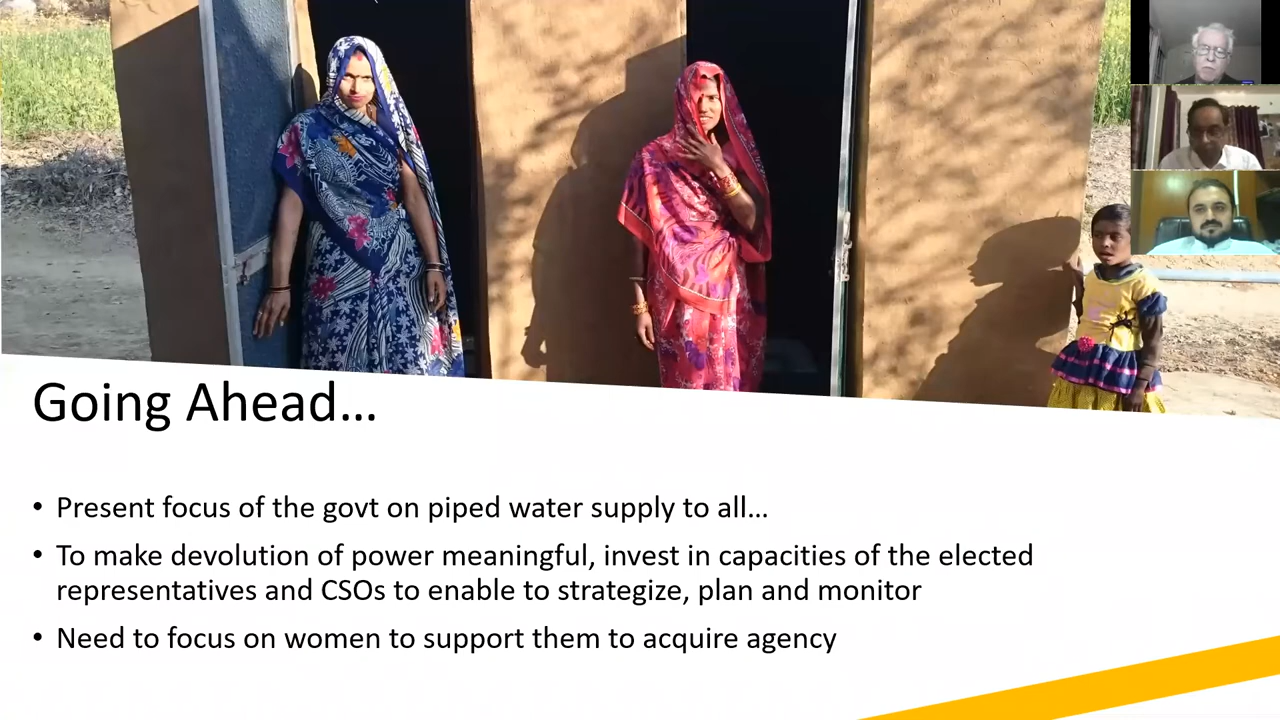 Going Ahead...
• Present focus of the govt on piped water supply to all...
• To make devolution of power meaningful, invest in capacities of the elected
representatives and CSOs to enable to strategize, plan and monitor
• Need to focus on women to support them to acquire agency